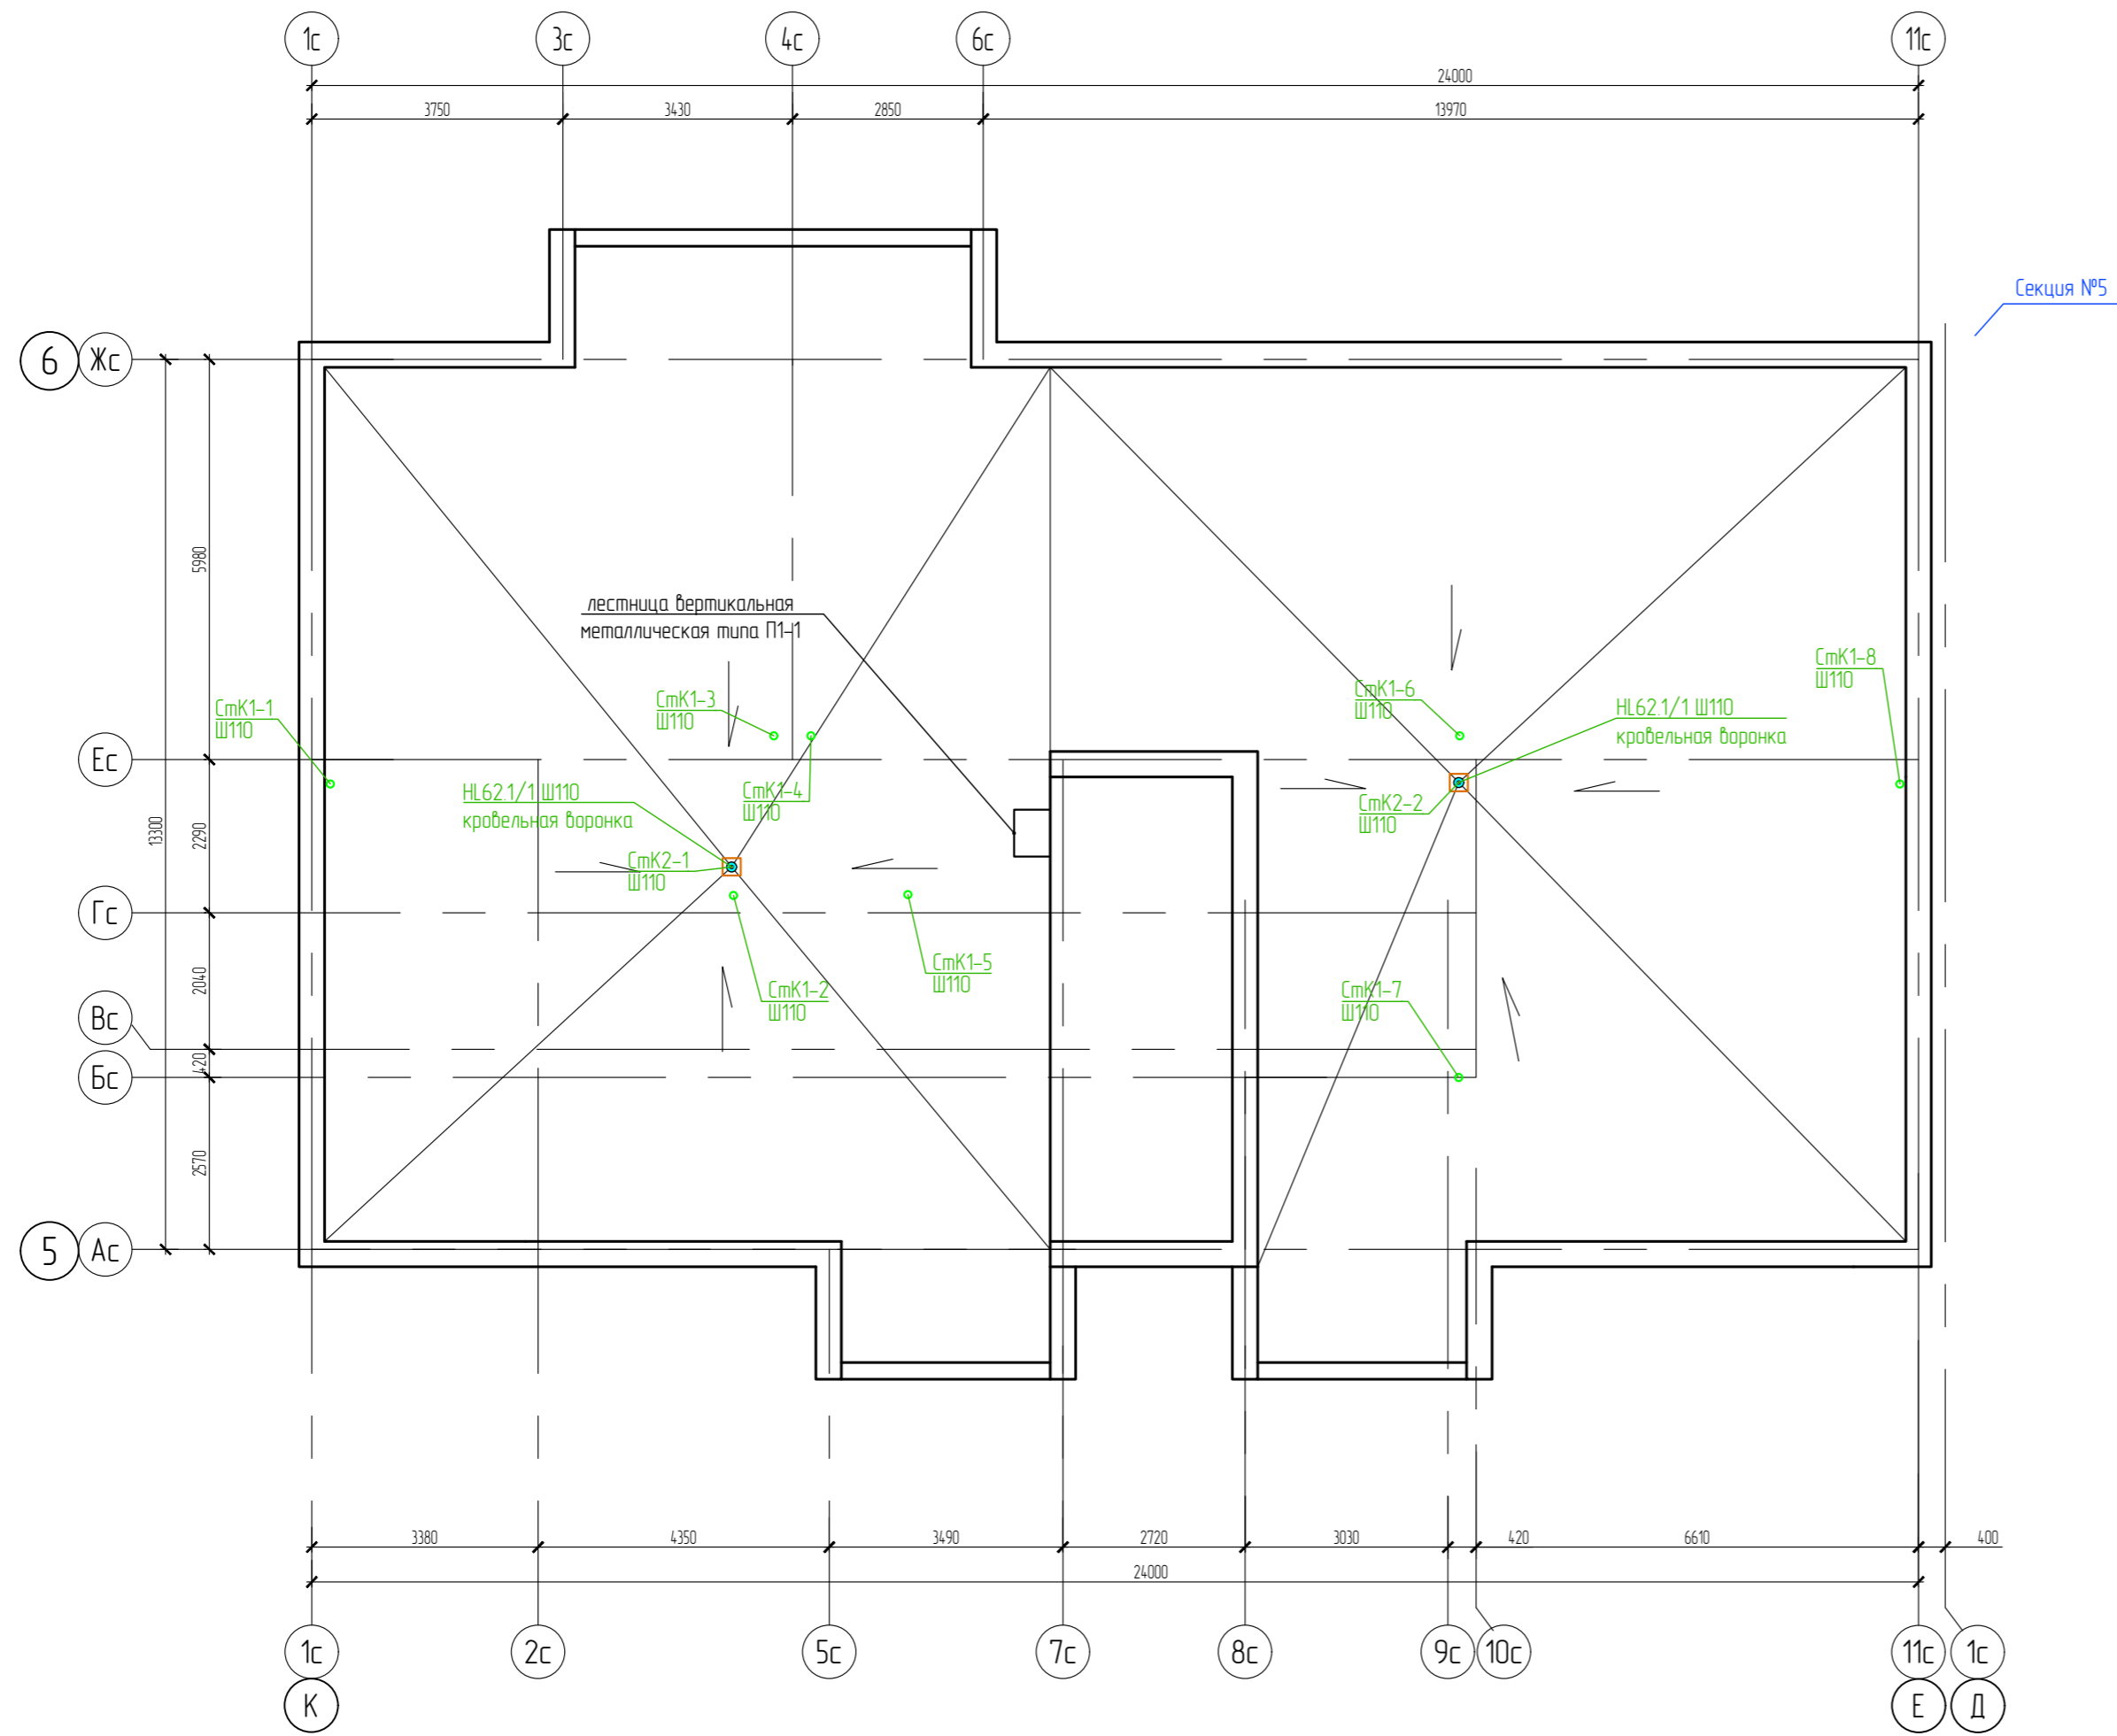 1с
3с
4с
6с
11с
24000
3750
3430
2850
13970
Секция №5
6
Жс
5980
лестница вертикальная
металлическая типа П1-1
СтК1-1
Ш110
СтК1-3
Ш110
СтК1-6
Ш110
СтК1-8
Ш110
HL62.1/1 Ш110
кровельная воронка
Ес
HL62.1/1 Ш110
кровельная воронка
СтК1-4
Ш110
СтК2-2
Ш110
13300
2290
СтК2-1
Ш110
Гс
2040
СтК1-5
Ш110
СтК1-2
Ш110
СтК1-7
Ш110
Вс
420
Бс
2570
5
Ас
3380
4350
3490
2720
3030
420
6610
400
24000
1с
2с
5с
7с
8с
9с
10с
11с
1с
К
Е
Д